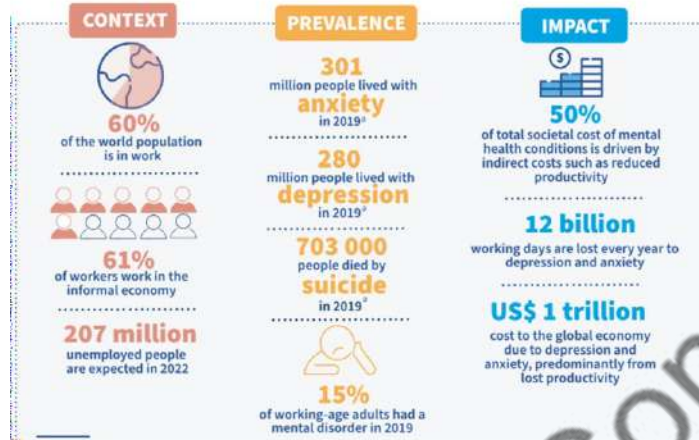 CONTEXT
60%
of the world population
is in work
61%
of workers work in the
informal economy
207 million
unemployed people
are expected in 2022
PREVALENCE
301
million people lived with
anxiety
in 2019ᵃ
280
million people lived with
depression
in 2019ᵃ
703 000
people died by
suicide
in 2019ᵃ
15%
of working-age adults had a
mental disorder in 2019
IMPACT
$
50%
of total societal cost of mental
health conditions is driven by
indirect costs such as reduced
productivity
12 billion
working days are lost every year to
depression and anxiety
US$ 1 trillion
cost to the global economy
due to depression and
anxiety, predominantly from
lost productivity